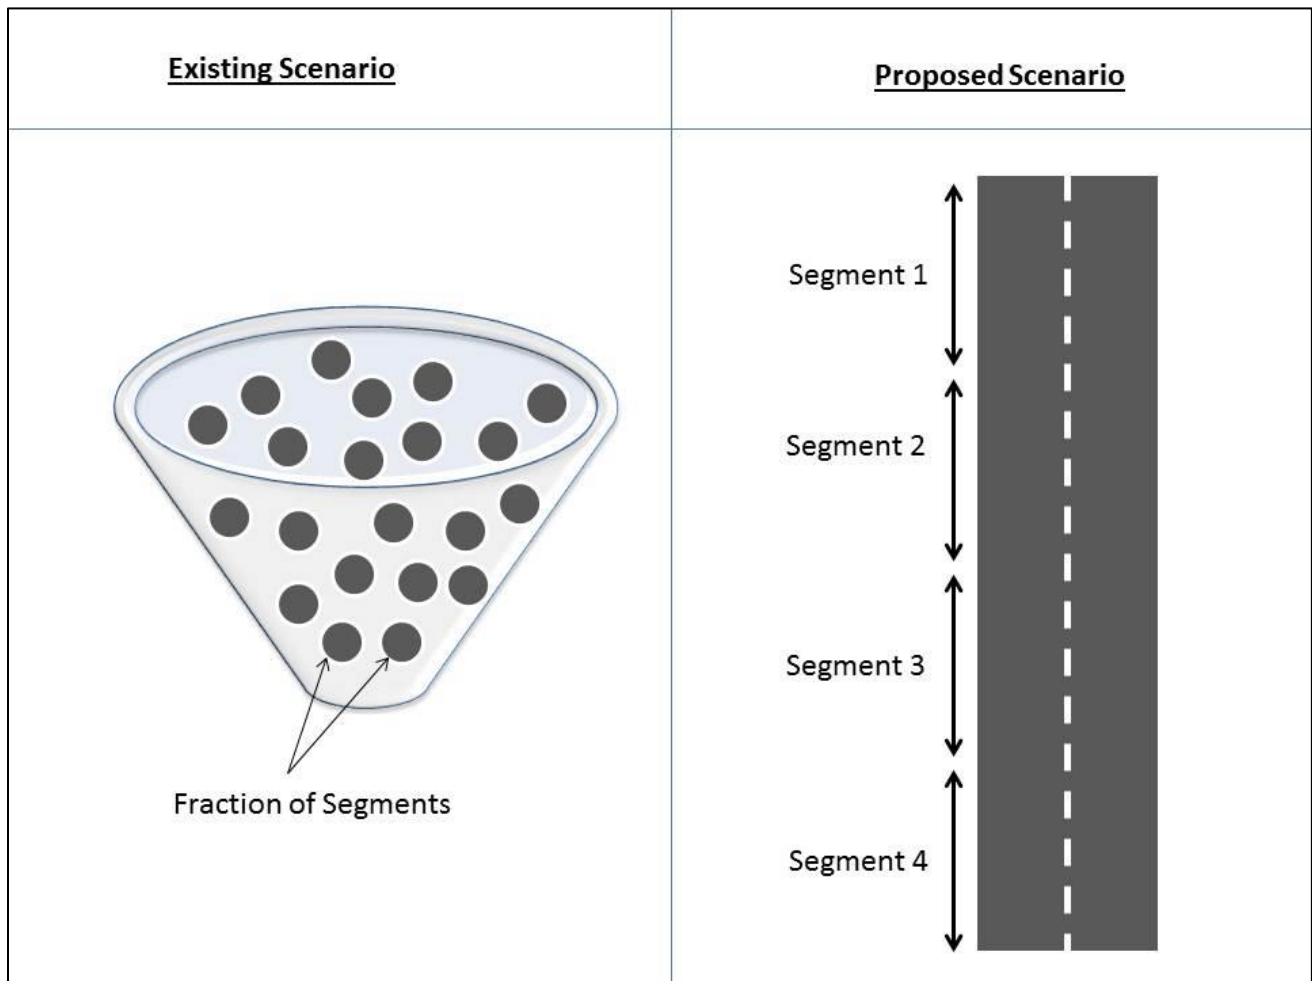 Existing Scenario
Proposed Scenario
Fraction of Segments
Segment 1
Segment 2
Segment 3
Segment 4